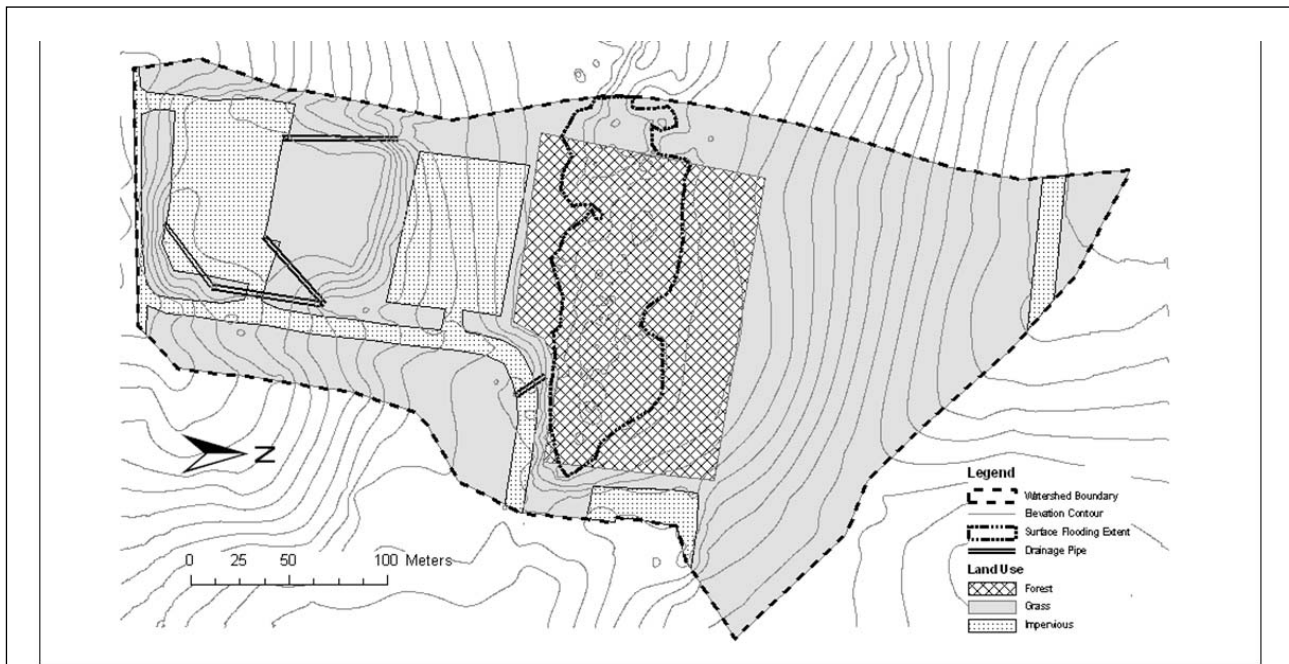 N
0 25 50 100 Meters
Legend
Watershed Boundary
Elevation Contour
Surface Flooding Extent
Drainage Pipe
Land Use
Forest
Grass
Impervious